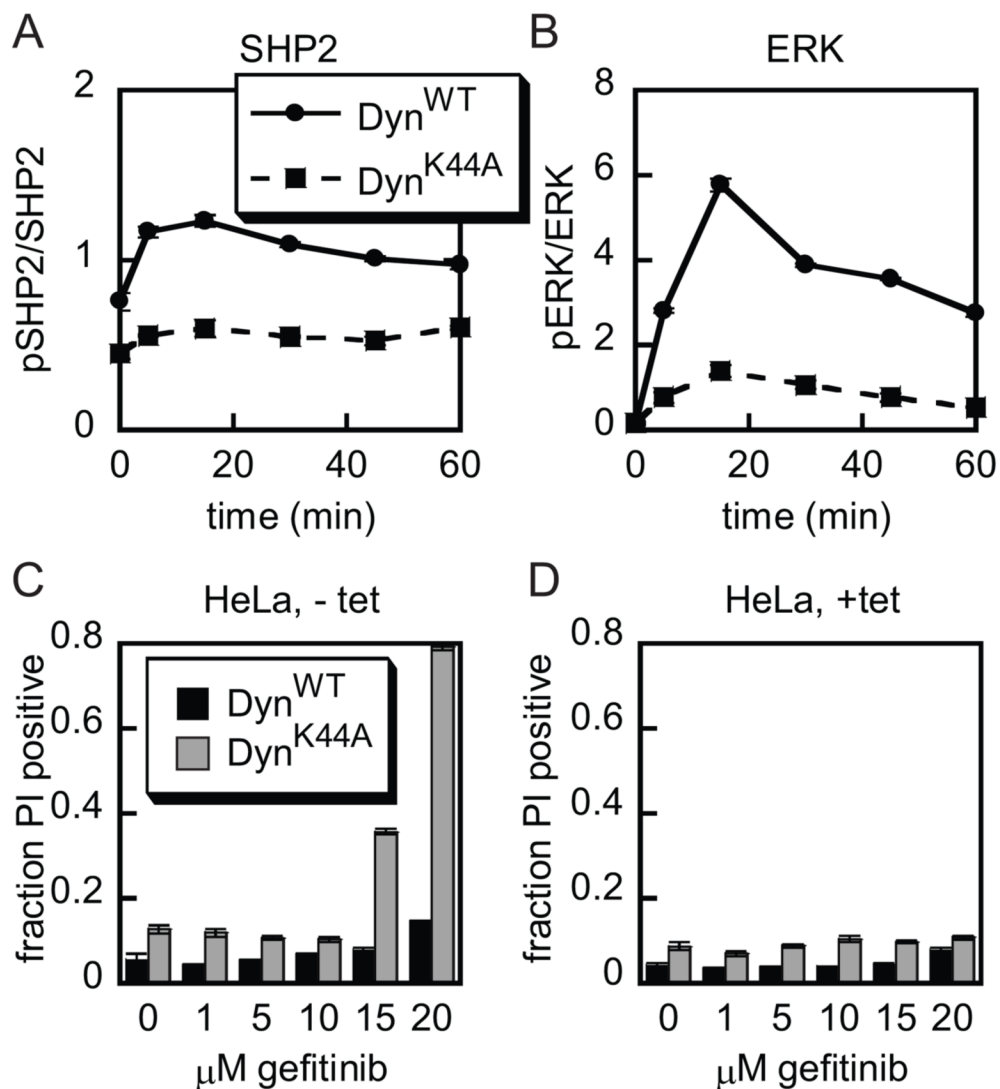 A
SHP2
pSHP2/SHP2
2
1
0
0 20 40 60
time (min)
Dyn^WT
Dyn^K44A
B
ERK
pERK/ERK
8
6
4
2
0
0 20 40 60
time (min)
C
HeLa, - tet
fraction PI positive
0.8
0.6
0.4
0.2
0
Dyn^WT
Dyn^K44A
0 1 5 10 15 20
μM gefitinib
D
HeLa, +tet
fraction PI positive
0.8
0.6
0.4
0.2
0
0 1 5 10 15 20
μM gefitinib